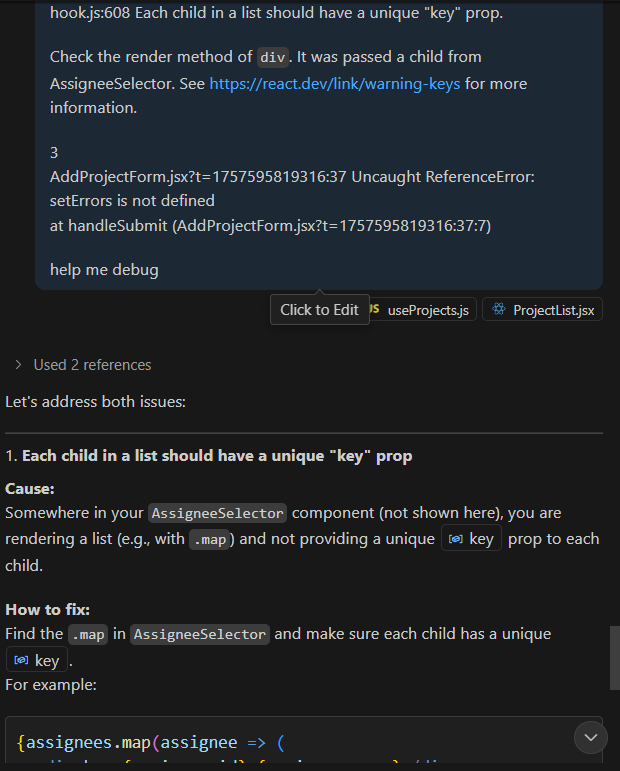 hook.js:608 Each child in a list should have a unique "key" prop.
Check the render method of div. It was passed a child from
AssigneeSelector. See https://react.dev/link/warning-keys for more
information.
3
AddProjectForm.jsx?t=1757595819316:37 Uncaught ReferenceError:
setErrors is not defined
at handleSubmit (AddProjectForm.jsx?t=1757595819316:37:7)
help me debug
Click to Edit
JS useProjects.js
ProjectList.jsx
Used 2 references
Let's address both issues:
1. Each child in a list should have a unique "key" prop
Cause:
Somewhere in your AssigneeSelector component (not shown here), you are
rendering a list (e.g., with .map) and not providing a unique key prop to each
child.
How to fix:
Find the .map in AssigneeSelector and make sure each child has a unique
key.
For example:
{assignees.map(assignee => (